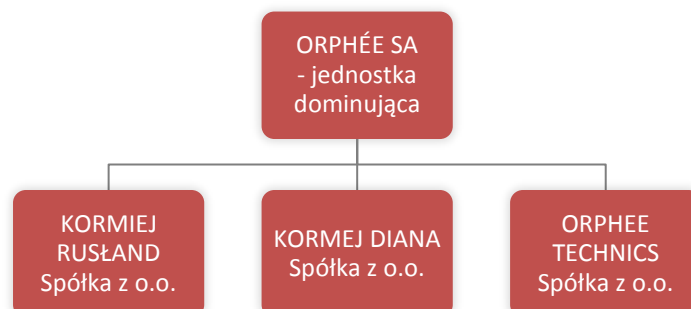 ORPHÉE SA
- jednostka
dominująca
KORMIEJ
RUSŁAND
Spółka z o.o.
KORMEJ DIANA
Spółka z o.o.
ORPHEE
TECHNICS
Spółka z o.o.